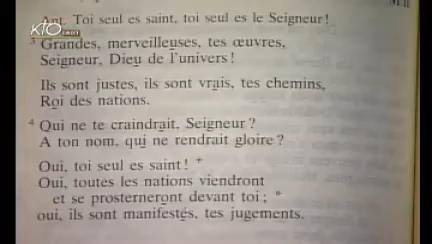 KTO
DIRECT
Ant. Toi seul es saint, toi seul es le Seigneur!
3 Grandes, merveilleuses, tes œuvres,
Seigneur, Dieu de l'univers!
Ils sont justes, ils sont vrais, tes chemins,
Roi des nations.
4 Qui ne te craindrait, Seigneur?
A ton nom, qui ne rendrait gloire?
Oui, toi seul es saint! *
Oui, toutes les nations viendront
et se prosterneront devant toi; *
oui, ils sont manifestés, tes jugements.